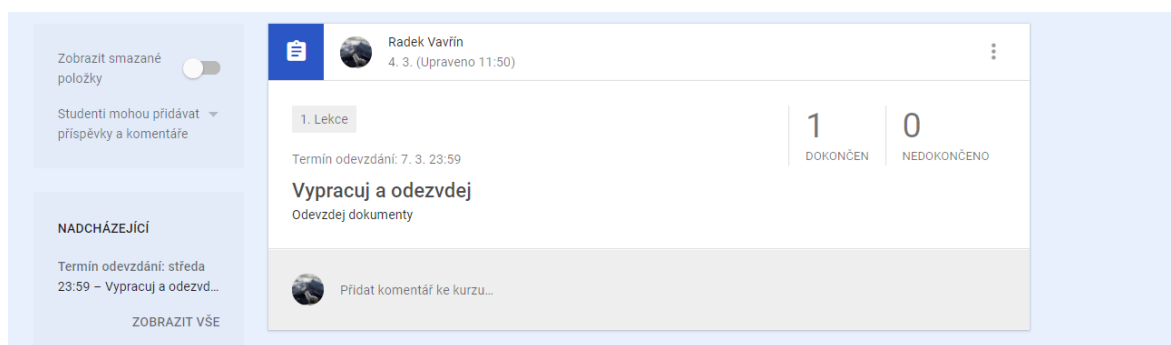 Zobrazit smazané
položky
Studenti mohou přidávat
příspěvky a komentáře
NADCHÁZEJÍCÍ
Termín odevzdání: středa
23:59 – Vypracuj a odezvd...
ZOBRAZIT VŠE
Radek Vavřín
4. 3. (Upraveno 11:50)
1. Lekce
Termín odevzdání: 7. 3. 23:59
Vypracuj a odezvdej
Odevzdej dokumenty
1
DOKONČEN
0
NEDOKONČENO
Přidat komentář ke kurzu...